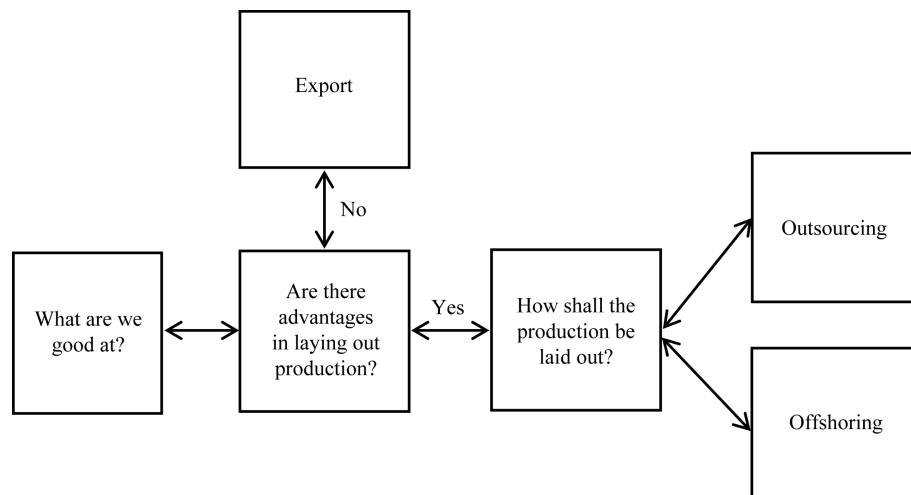 Export
No
What are we
good at?
Are there
advantages
in laying out
production?
Yes
How shall the
production be
laid out?
Outsourcing
Offshoring